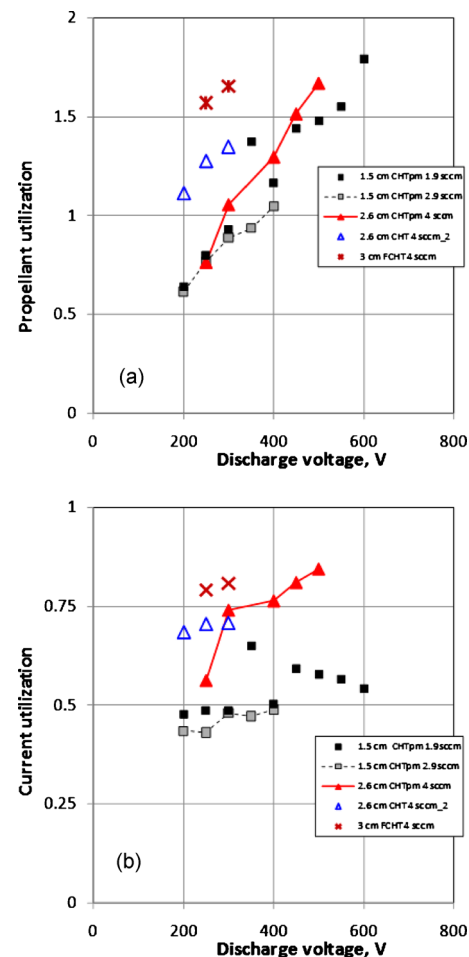 2
1.5
1
0.5
0
Propellant utilization
1.5 cm CHTpm 1.9 sccm
1.5 cm CHTpm 2.9 sccm
2.6 cm CHTpm 4 sccm
2.6 cm CHT 4 sccm_2
3 cm FCHT 4 sccm
(a)
0 200 400 600 800
Discharge voltage, V
1
0.75
0.5
0.25
0
Current utilization
1.5 cm CHTpm 1.9 sccm
1.5 cm CHTpm 2.9 sccm
2.6 cm CHTpm 4 sccm
2.6 cm CHT 4 sccm_2
3 cm FCHT 4 sccm
(b)
0 200 400 600 800
Discharge voltage, V